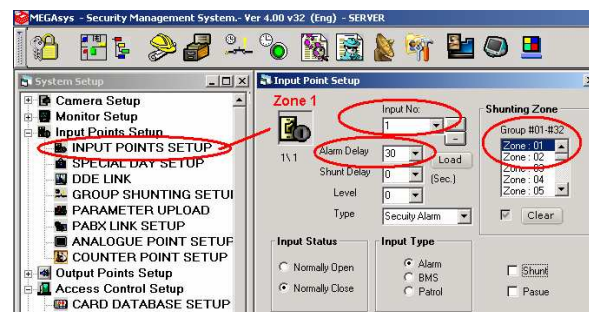 MEGAsys - Security Management System.- Ver 4.00 v32 (Eng) - SERVER
System Setup
Camera Setup
Monitor Setup
Input Points Setup
INPUT POINTS SETUP
SPECIAL DAY SETUP
DDE LINK
GROUP SHUNTING SETUI
PARAMETER UPLOAD
PABX LINK SETUP
ANALOGUE POINT SETUP
COUNTER POINT SETUP
Output Points Setup
Access Control Setup
CARD DATABASE SETUP
Input Point Setup
Zone 1
1\1
Input No:
1
-
Alarm Delay 30
Load
Shunt Delay 0 (Sec.)
Level 0
Type Secuity Alarm
Shunting Zone
Group #01-#32
Zone : 01
Zone : 02
Zone : 03
Zone : 04
Zone : 05
Clear
Input Status
Normally Open
Normally Close
Input Type
Alarm
BMS
Patrol
Shunt
Pasue